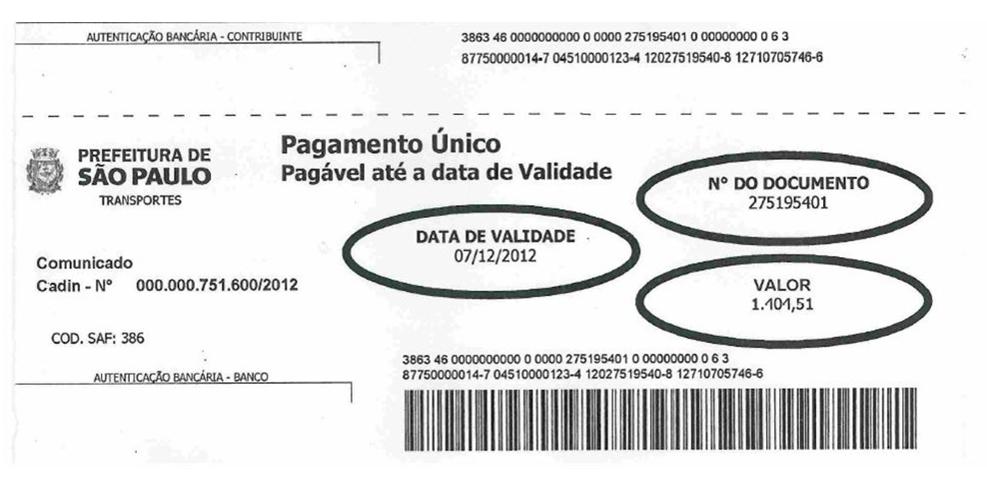 AUTENTICAÇÃO BANCÁRIA - CONTRIBUINTE
3863 46 0000000000 0 0000 275195401 0 00000000 0 6 3
87750000014-7 04510000123-4 12027519540-8 12710705746-6
PREFEITURA DE
SÃO PAULO
TRANSPORTES
Pagamento Único
Pagável até a data de Validade
Nº DO DOCUMENTO
275195401
DATA DE VALIDADE
07/12/2012
Comunicado
Cadin - Nº 000.000.751.600/2012
VALOR
1.404,51
COD. SAF: 386
3863 46 0000000000 0 0000 275195401 0 00000000 0 6 3
87750000014-7 04510000123-4 12027519540-8 12710705746-6
AUTENTICAÇÃO BANCÁRIA - BANCO